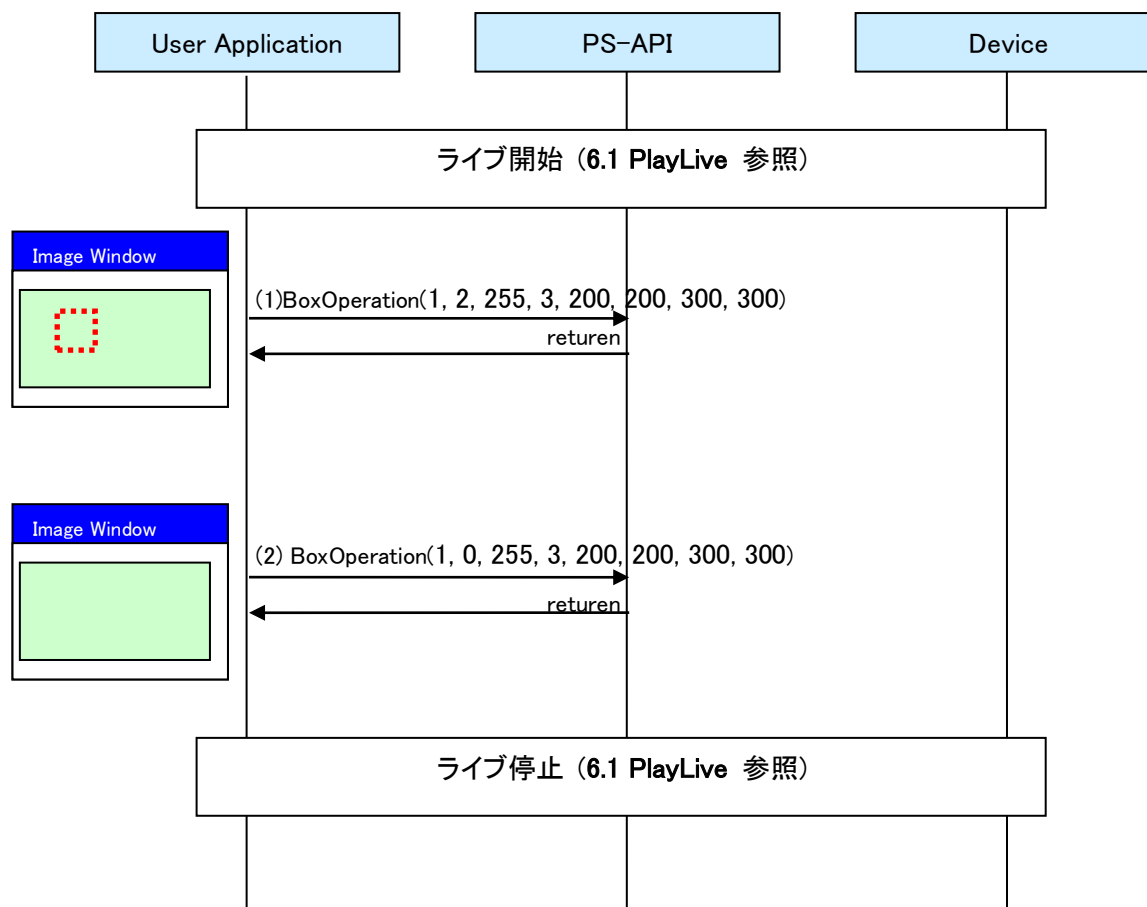 User Application
PS-API
Device
ライブ開始 (6.1 PlayLive 参照)
Image Window
(1)BoxOperation(1, 2, 255, 3, 200, 200, 300, 300)
returen
Image Window
(2) BoxOperation(1, 0, 255, 3, 200, 200, 300, 300)
returen
ライブ停止 (6.1 PlayLive 参照)